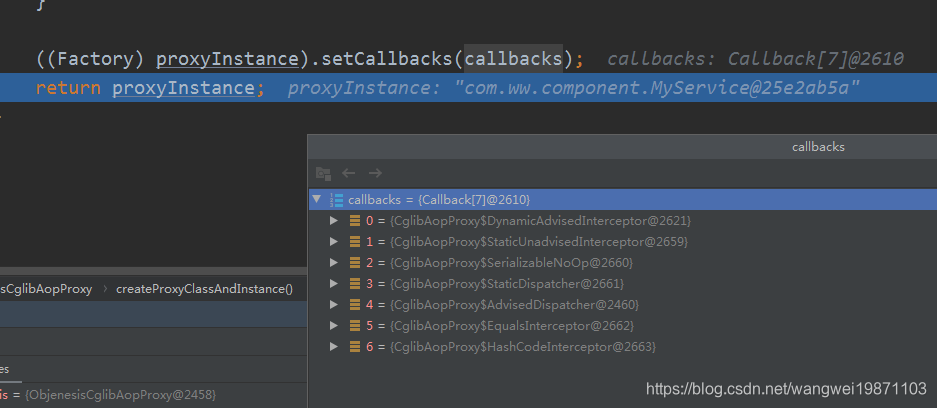 }
((Factory) proxyInstance).setCallbacks(callbacks); callbacks: Callback[7]@2610
return proxyInstance; proxyInstance: "com.ww.component.MyService@25e2ab5a"
callbacks
callbacks = {Callback[7]@2610}
0 = {CglibAopProxy$DynamicAdvisedInterceptor@2621}
1 = {CglibAopProxy$StaticUnadvisedInterceptor@2659}
2 = {CglibAopProxy$SerializableNoOp@2660}
3 = {CglibAopProxy$StaticDispatcher@2661}
4 = {CglibAopProxy$AdvisedDispatcher@2460}
5 = {CglibAopProxy$EqualsInterceptor@2662}
6 = {CglibAopProxy$HashCodeInterceptor@2663}
sCglibAopProxy › createProxyClassAndInstance()
es
is = {ObjenesisCglibAopProxy@2458}
https://blog.csdn.net/wangwei19871103